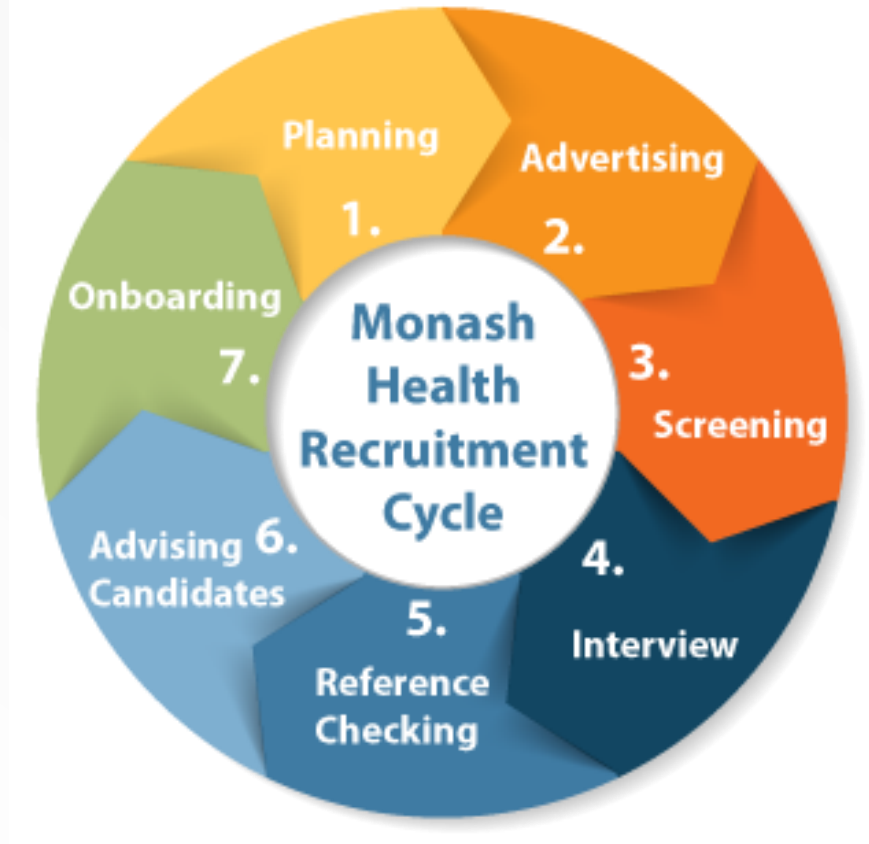 Monash
Health
Recruitment
Cycle
Planning
1.
Advertising
2.
3.
Screening
4.
Interview
5.
Reference
Checking
6.
Advising
Candidates
Onboarding
7.